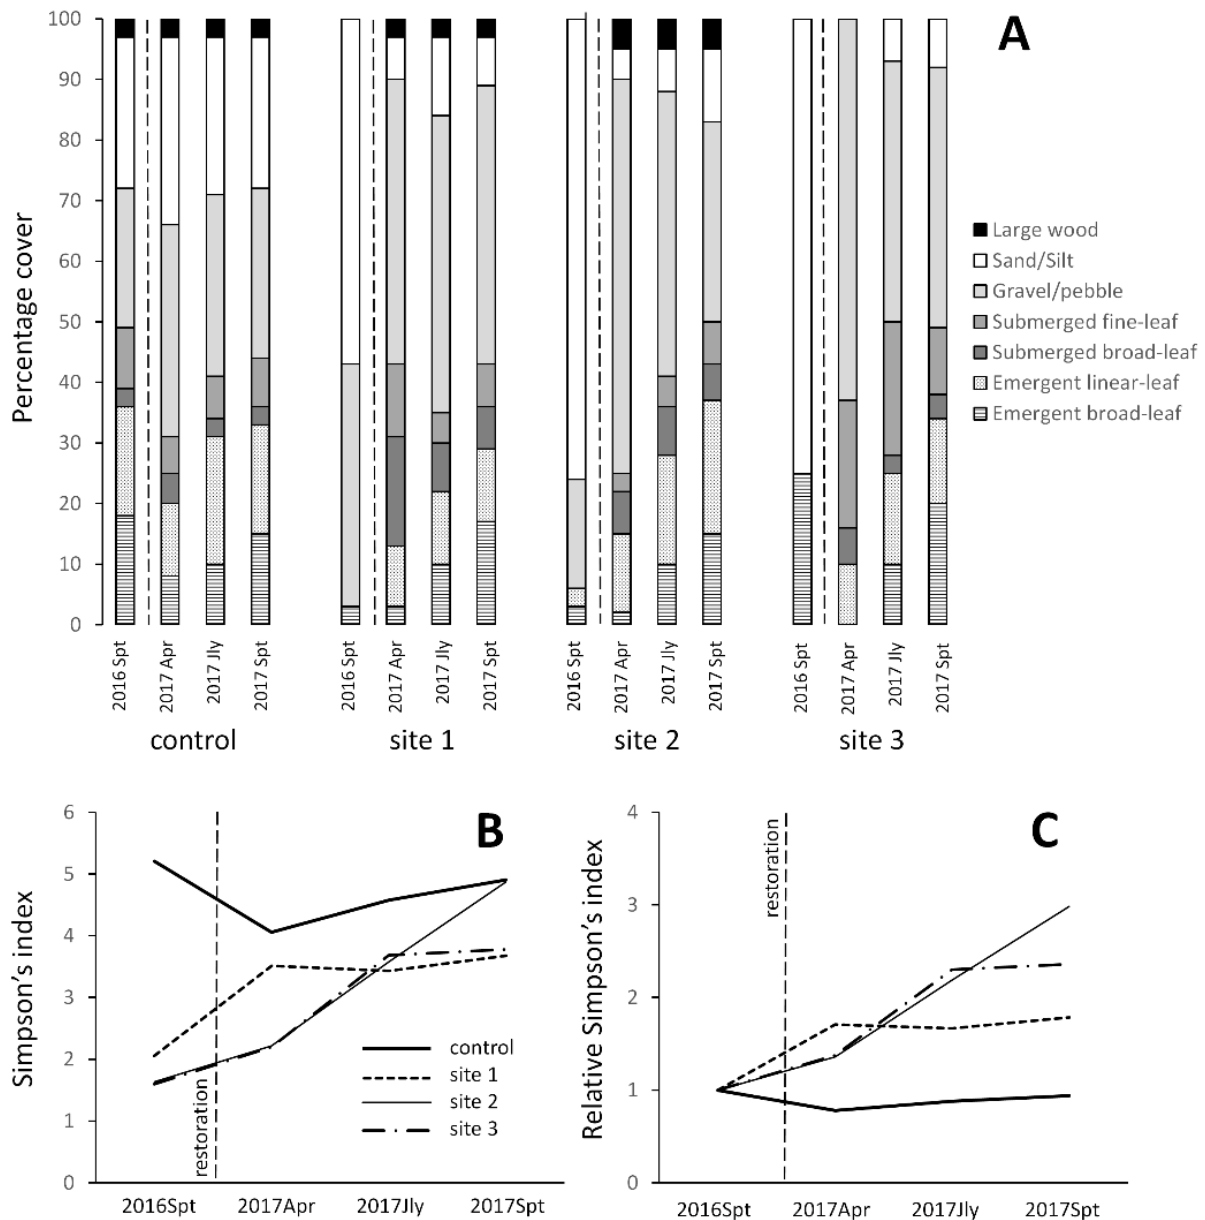 A
Percentage cover
100
90
80
70
60
50
40
30
20
10
0
Large wood
Sand/Silt
Gravel/pebble
Submerged fine-leaf
Submerged broad-leaf
Emergent linear-leaf
Emergent broad-leaf
2016 Spt
2017 Apr
2017 Jly
2017 Spt
2016 Spt
2017 Apr
2017 Jly
2017 Spt
2016 Spt
2017 Apr
2017 Jly
2017 Spt
2016 Spt
2017 Apr
2017 Jly
2017 Spt
control
site 1
site 2
site 3
B
Simpson's index
6
5
4
3
2
1
0
restoration
control
site 1
site 2
site 3
2016Spt
2017Apr
2017Jly
2017Spt
C
Relative Simpson's index
4
3
2
1
0
restoration
2016Spt
2017Apr
2017Jly
2017Spt